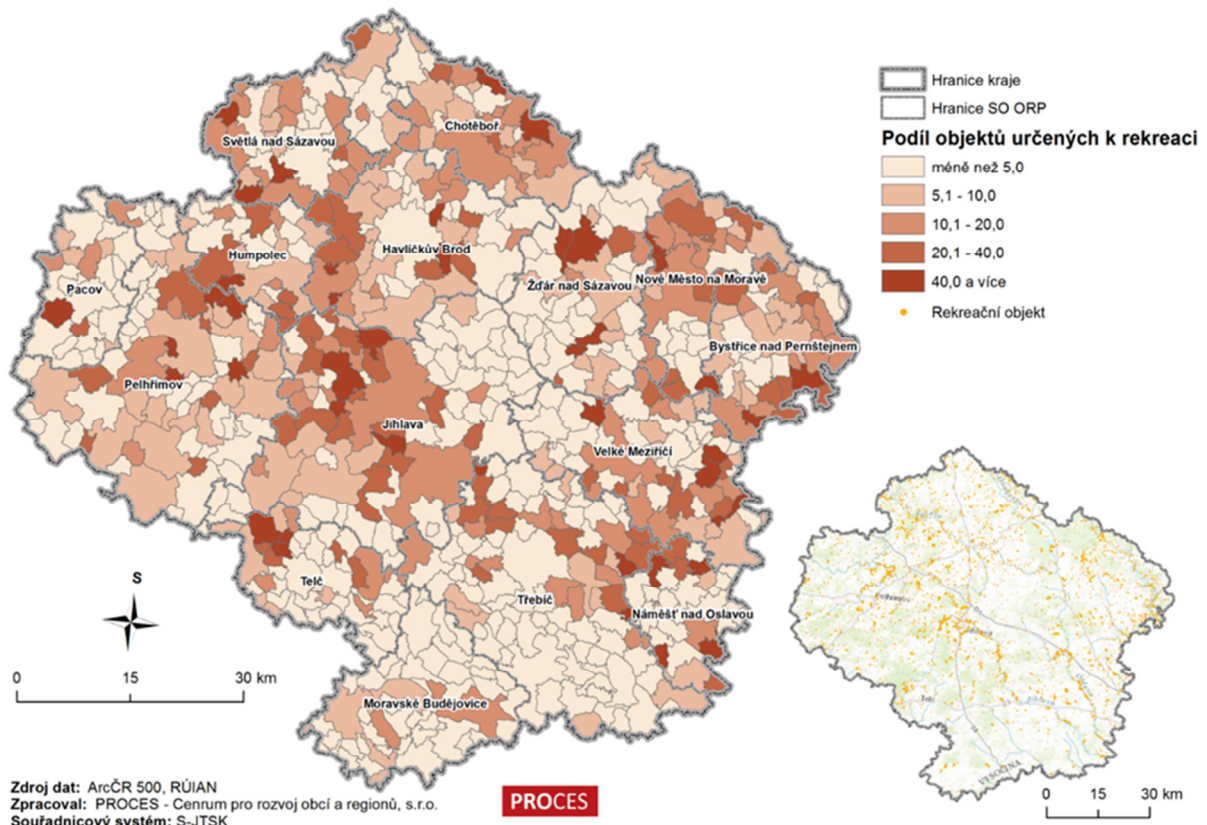 Hranice kraje
Hranice SO ORP
Podíl objektů určených k rekreaci
méně než 5,0
5,1 - 10,0
10,1 - 20,0
20,1 - 40,0
40,0 a více
Rekreační objekt
Chotěboř
Světlá nad Sázavou
Havlíčkův Brod
Humpolec
Nové Město na Moravě
Žďár nad Sázavou
Pacov
Bystřice nad Pernštejnem
Pelhřimov
Jihlava
Velké Meziříčí
Telč
Třebíč
Náměšť nad Oslavou
Moravské Budějovice
S
0 15 30 km
VYSOČINA
0 15 30 km
Zdroj dat: ArcČR 500, RÚIAN
Zpracoval: PROCES - Cenrum pro rozvoj obcí a regionů, s.r.o.
Souřadnicový systém: S-JTSK
PROCES